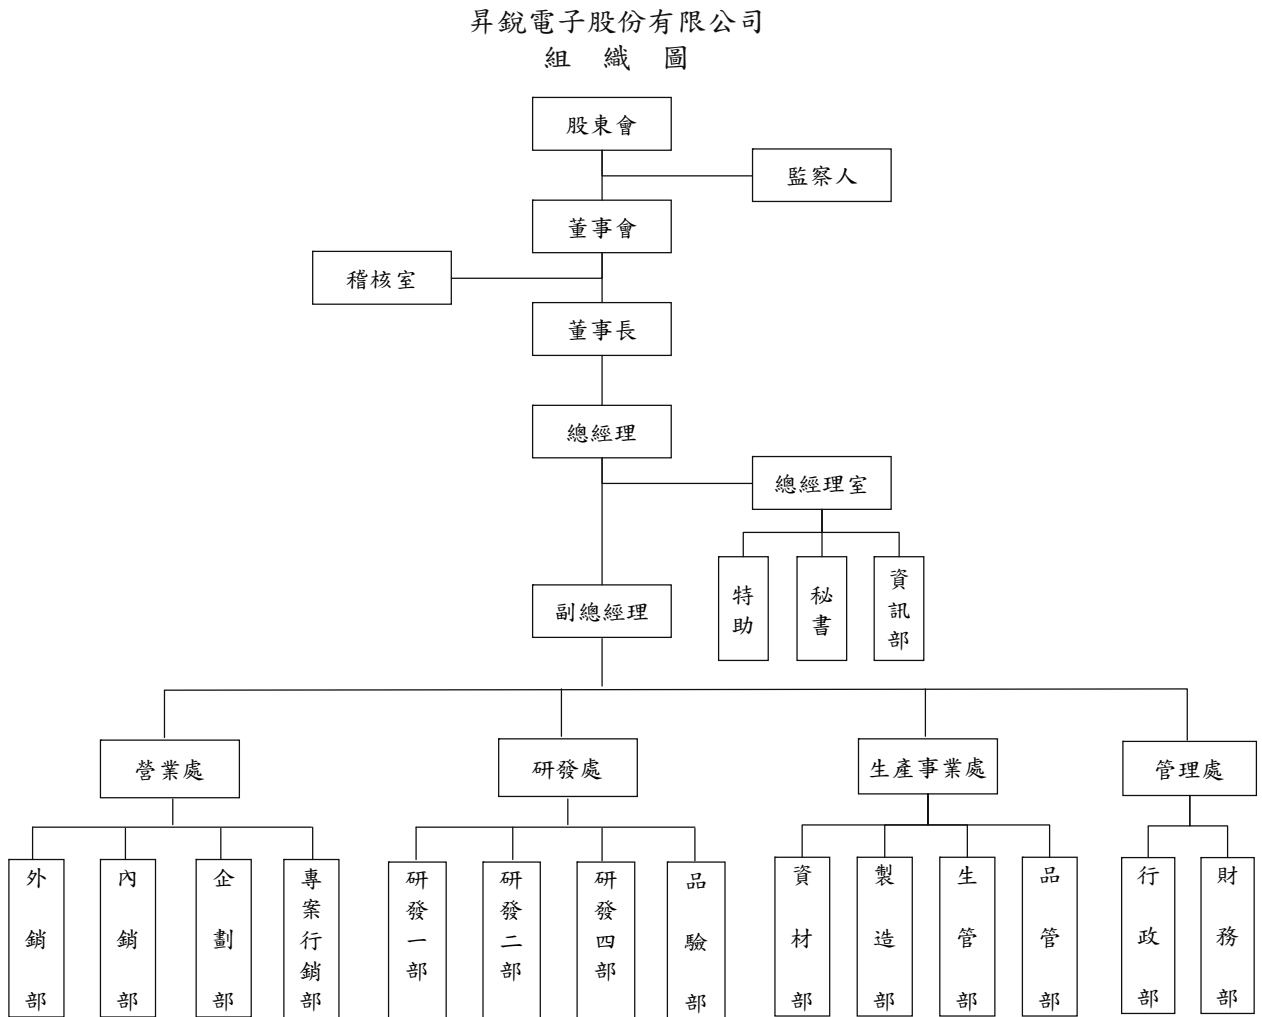 昇銳電子股份有限公司
組 織 圖
股東會
監察人
董事會
稽核室
董事長
總經理
總經理室
特助
秘書
資訊部
副總經理
營業處
研發處
生產事業處
管理處
外銷部
內銷部
企劃部
專案行銷部
研發一部
研發二部
研發四部
品驗部
資材部
製造部
生管部
品管部
行政部
財務部